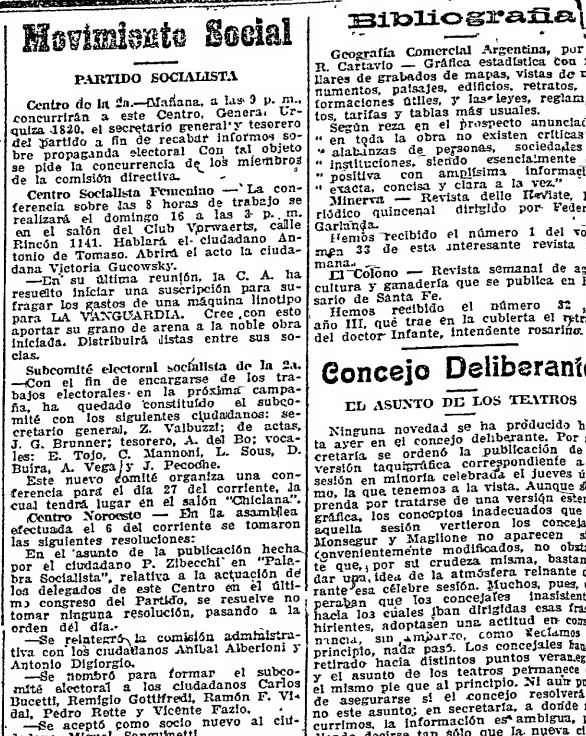 Movimiento Social
PARTIDO SOCIALISTA
Centro de la 2a.—Mañana, a las 9 p. m.,
concurrirán a este Centro, General Ur-
quiza 1820, el secretario general y tesorero
del partido a fin de recabar informos so-
bre propaganda electoral Con tal objeto
se pide la concurrencia de los miembros
de la comisión directiva.
Centro Socialista Femenino — La con-
ferencia sobre las 8 horas de trabajo se
realizará el domingo 16 a las 3 p. m.
en el salón del Club Vorwaerts, calle
Rincón 1141. Hablará el ciudadano An-
tonio de Tomaso. Abrirá el acto la ciuda-
dana Victoria Gucowsky.
—En su última reunión, la C. A. ha
resuelto iniciar una suscripción para su-
fragar los gastos de una máquina linotipo
para LA VANGUARDIA. Cree con esto
aportar su grano de arena a la noble obra
iniciada. Distribuirá listas entre sus so-
cias.
Subcomité electoral socialista de la 2a.
—Con el fin de encargarse de los tra-
bajos electorales en la próxima campa-
ña, ha quedado constituído el subco-
mité con los siguientes ciudadanos: se-
cretario general, Z. Valbuzzi; de actas,
J. G. Brunner; tesorero, A. del Bo; voca-
les: E. Tojo, C. Mannoni, L. Sous, D.
Buira, A. Vega y J. Pecodhe.
Este nuevo comité organiza una con-
ferencia para el día 27 del corriente, la
cual tendrá lugar en el salón "Chiclana".
Centro Noroeste — En la asamblea
efectuada el 6 del corriente se tomaron
las siguientes resoluciones:
En el asunto de la publicación hecha
por el ciudadano P. Zibecchi en "Pala-
bra Socialista", relativa a la actuación de
los delegados de este Centro en el últi-
mo congreso del Partido, se resuelve no
tomar ninguna resolución, pasando a la
orden del día.
—Se reintegró la comisión administra-
tiva con los ciudadanos Aníbal Alberioni y
Antonio Digiorgio.
—Se nombró para formar el subco-
mité electoral a los ciudadanos Carlos
Bucetti, Remigio Gottifredi, Ramón F. Vi-
dal, Pedro Rotte y Vicente Fazio.
—Se aceptó como socio nuevo al ciu-
Bibliografía
Geografía Comercial Argentina, por
R. Cartavio — Gráfica estadística con
llares de grabados de mapas, vistas de
numentos, paisajes, edificios, retratos,
formaciones útiles, y las leyes, reglam
tos, tarifas y tablas más usuales.
Según reza en el prospecto anunciad
" en toda la obra no existen críticas
" alabanzas de personas, sociedades
" instituciones, siendo esencialmente
" positiva con amplísima informaci
" exacta, concisa y clara a la vez."
Minerva — Revista delle Riviste,
riódico quincenal dirigido por Feder
Garlanda.
Hemos recibido el número 1 del vo
men 33 de esta interesante revista
mana.
El Colono — Revista semanal de ag
cultura y ganadería que se publica en
sario de Santa Fe.
Hemos recibido el número 32,
año III, que trae en la cubierta el retr
del doctor Infante, intendente rosarino.
Concejo Deliberant
EL ASUNTO DE LOS TEATROS
Ninguna novedad se ha producido h
ta ayer en el concejo deliberante. Por
cretaría se ordenó la publicación de
versión taquigráfica correspondiente a
sesión en minoría celebrada el jueves ú
mo, la que tenemos a la vista. Aunque s
prenda por tratarse de una versión este
gráfica, los conceptos inadecuados que
aquella sesión vertieron los conceja
Monsegur y Maglione no aparecen s
convenientemente modificados, no obst
te que, por su crudeza misma, bastan
dar una idea de la atmósfera reinante
rante esa célebre sesión. Muchos, pues,
peraban que los concejales inasistent
hacia los cuales iban dirigidas esas fra
hirientes, adoptasen una actitud en cons
nancia, sin embargo, como decíamos
principio, nada pasó. Los concejales han
retirado hacia distintos puntos veranieg
y el asunto de los teatros permanece
el mismo pie que al principio. Ni aun pu
de asegurarse si el concejo resolverá
no este asunto; en secretaría, a donde
currimos, la información es ambigua,